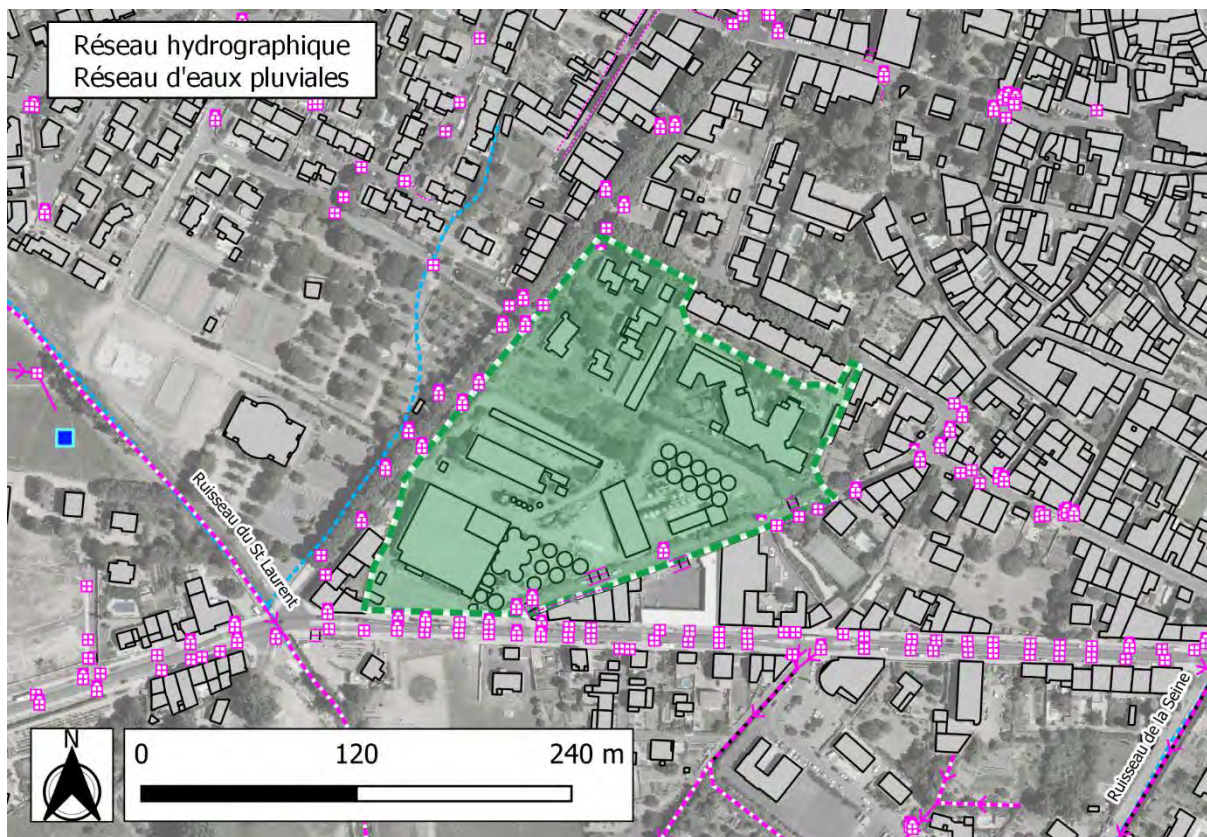 Réseau hydrographique
Réseau d'eaux pluviales
Ruisseau du St Laurent
Ruisseau de la Seine
N
0 120 240 m